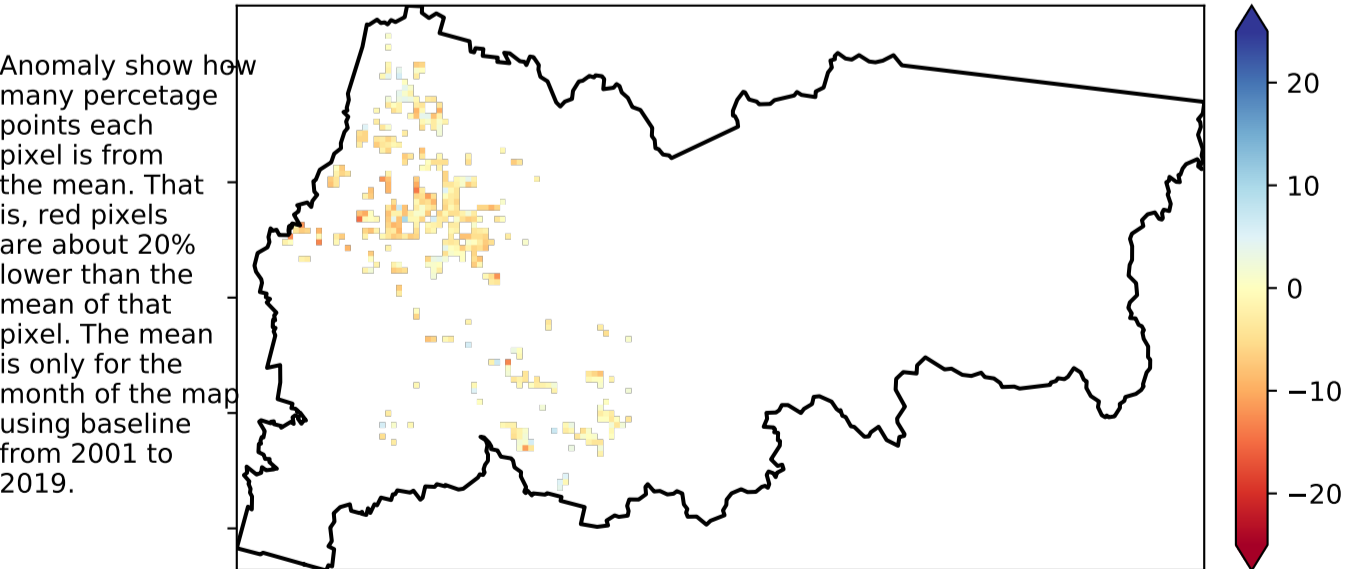 Anomaly show how
many percetage
points each
pixel is from
the mean. That
is, red pixels
are about 20%
lower than the
mean of that
pixel. The mean
is only for the
month of the map
using baseline
from 2001 to
2019.
20
10
0
−10
−20